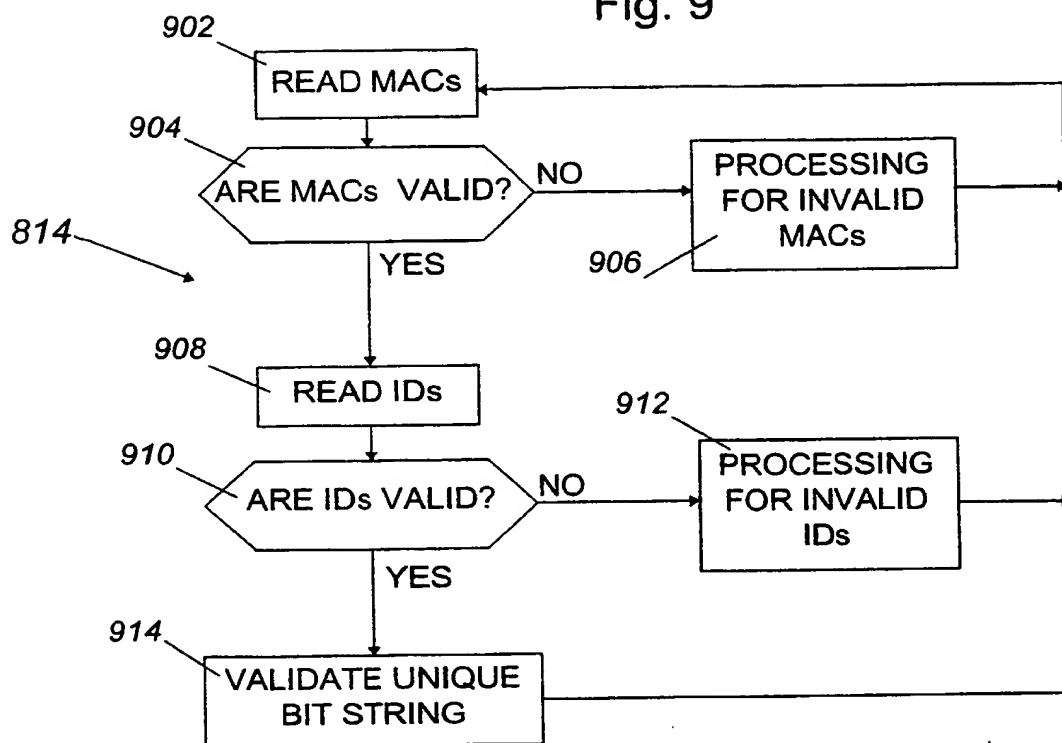 Fig. 9
902
READ MACs
904
ARE MACs VALID?
NO
PROCESSING
FOR INVALID
MACs
906
814
YES
908
READ IDs
910
ARE IDs VALID?
NO
912
PROCESSING
FOR INVALID
IDs
YES
914
VALIDATE UNIQUE
BIT STRING